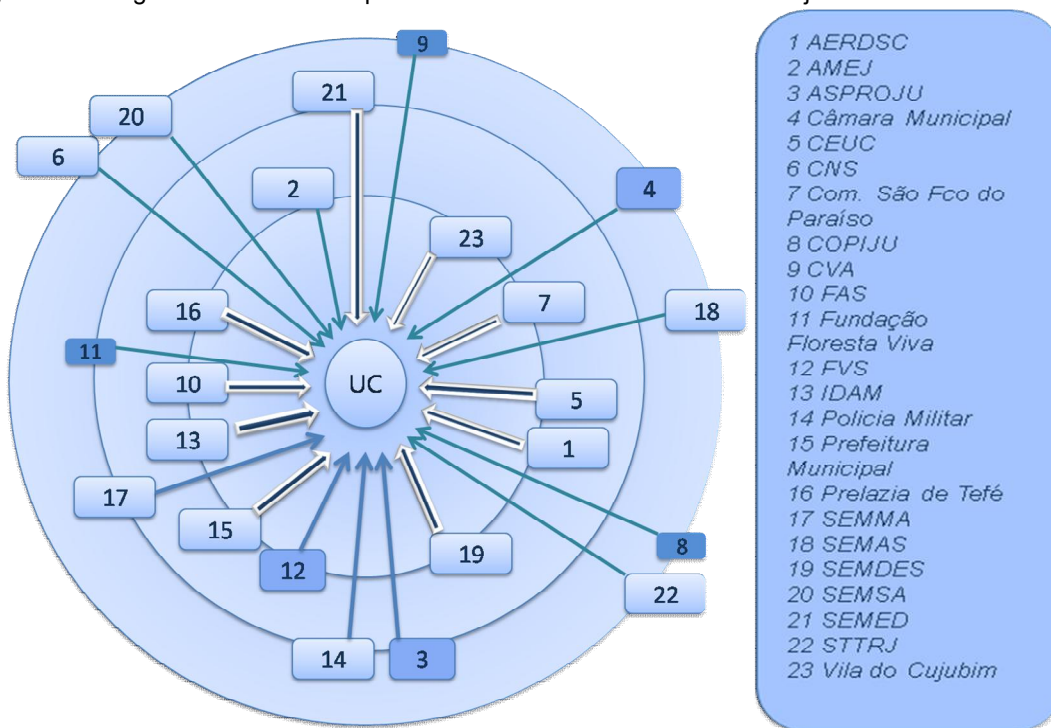 9
21
20
6
4
2
23
16
7
18
11
UC
10
5
13
1
17
15
19
8
12
22
14
3
1 AERDSC
2 AMEJ
3 ASPROJU
4 Câmara Municipal
5 CEUC
6 CNS
7 Com. São Fco do
Paraíso
8 COPIJU
9 CVA
10 FAS
11 Fundação
Floresta Viva
12 FVS
13 IDAM
14 Policia Militar
15 Prefeitura
Municipal
16 Prelazia de Tefé
17 SEMMA
18 SEMAS
19 SEMDES
20 SEMSA
21 SEMED
22 STTRJ
23 Vila do Cujubim